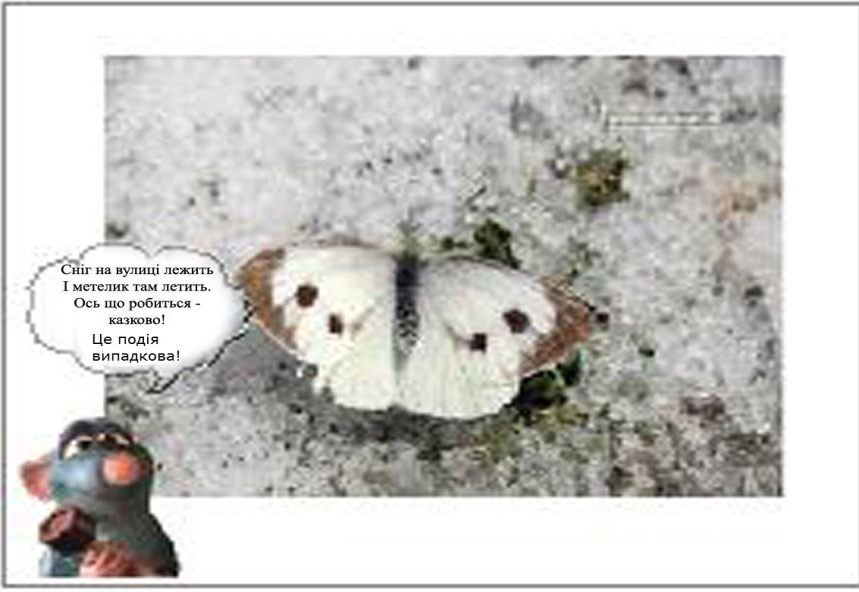 Сніг на вулиці лежить
І метелик там летить.
Ось що робиться -
казково!
Це подія
випадкова!